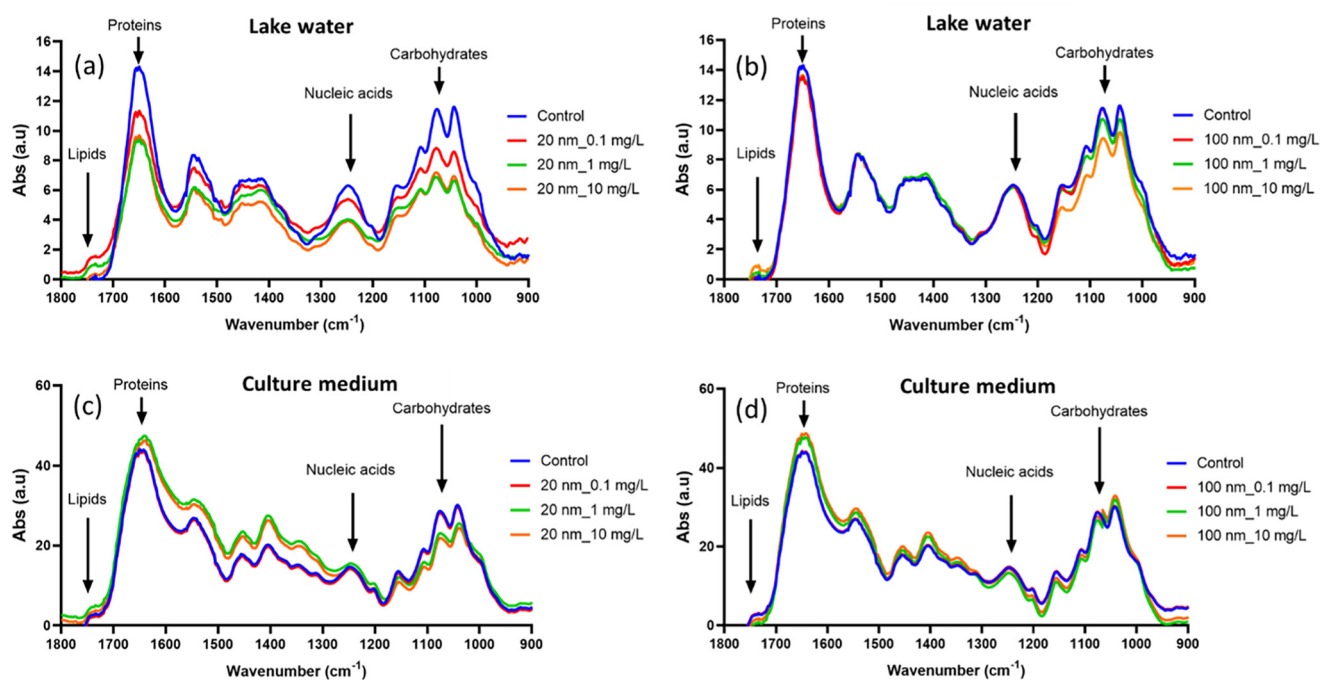 Lake water
(a)
Proteins
Lipids
Nucleic acids
Carbohydrates
Abs (a.u)
16
14
12
10
8
6
4
2
0
1800 1700 1600 1500 1400 1300 1200 1100 1000 900
Wavenumber (cm⁻¹)
Control
20 nm_0.1 mg/L
20 nm_1 mg/L
20 nm_10 mg/L
Lake water
(b)
Proteins
Lipids
Nucleic acids
Carbohydrates
Abs (a.u)
16
14
12
10
8
6
4
2
0
1800 1700 1600 1500 1400 1300 1200 1100 1000 900
Wavenumber (cm⁻¹)
Control
100 nm_0.1 mg/L
100 nm_1 mg/L
100 nm_10 mg/L
Culture medium
(c)
Proteins
Lipids
Nucleic acids
Carbohydrates
Abs (a.u)
60
40
20
0
1800 1700 1600 1500 1400 1300 1200 1100 1000 900
Wavenumber (cm⁻¹)
Control
20 nm_0.1 mg/L
20 nm_1 mg/L
20 nm_10 mg/L
Culture medium
(d)
Proteins
Lipids
Nucleic acids
Carbohydrates
Abs (a.u)
60
40
20
0
1800 1700 1600 1500 1400 1300 1200 1100 1000 900
Wavenumber (cm⁻¹)
Control
100 nm_0.1 mg/L
100 nm_1 mg/L
100 nm_10 mg/L